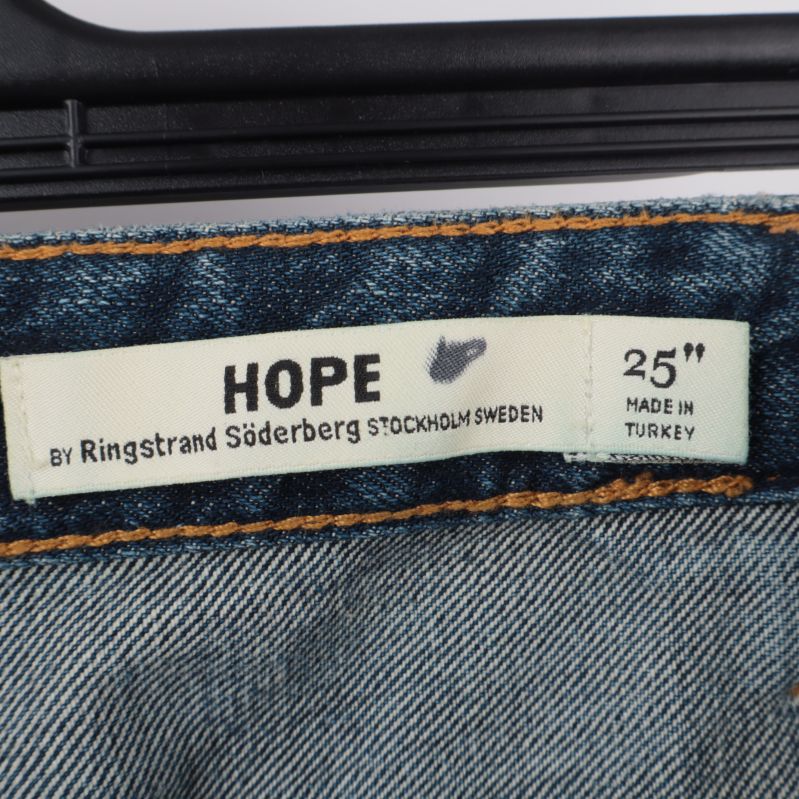 HOPE
BY Ringstrand Söderberg STOCKHOLM SWEDEN
25"
MADE IN
TURKEY